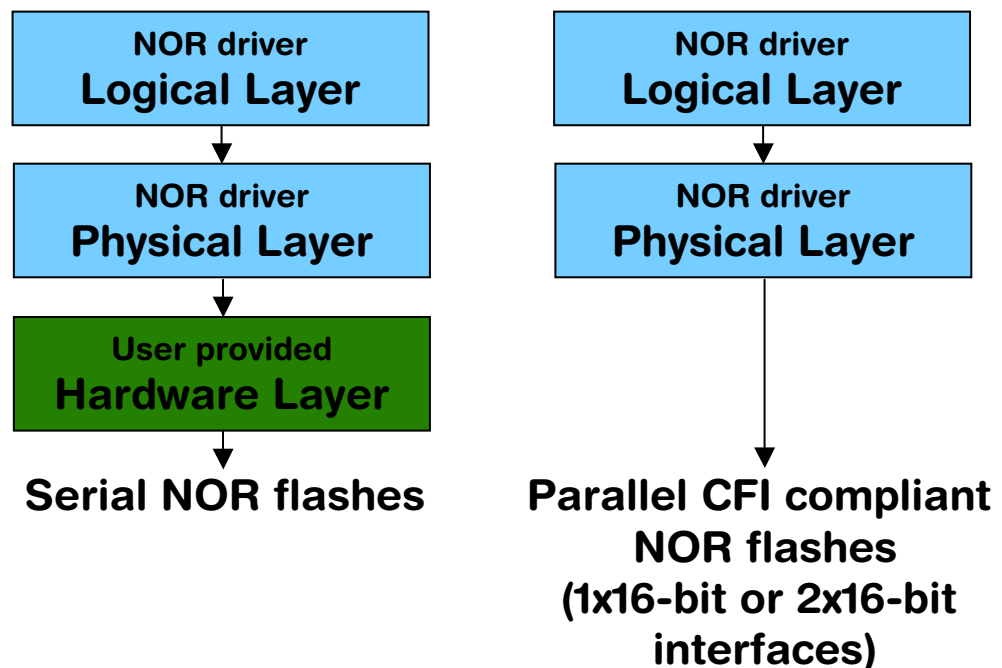 NOR driver
Logical Layer
NOR driver
Physical Layer
User provided
Hardware Layer
Serial NOR flashes
NOR driver
Logical Layer
NOR driver
Physical Layer
Parallel CFI compliant
NOR flashes
(1x16-bit or 2x16-bit
interfaces)